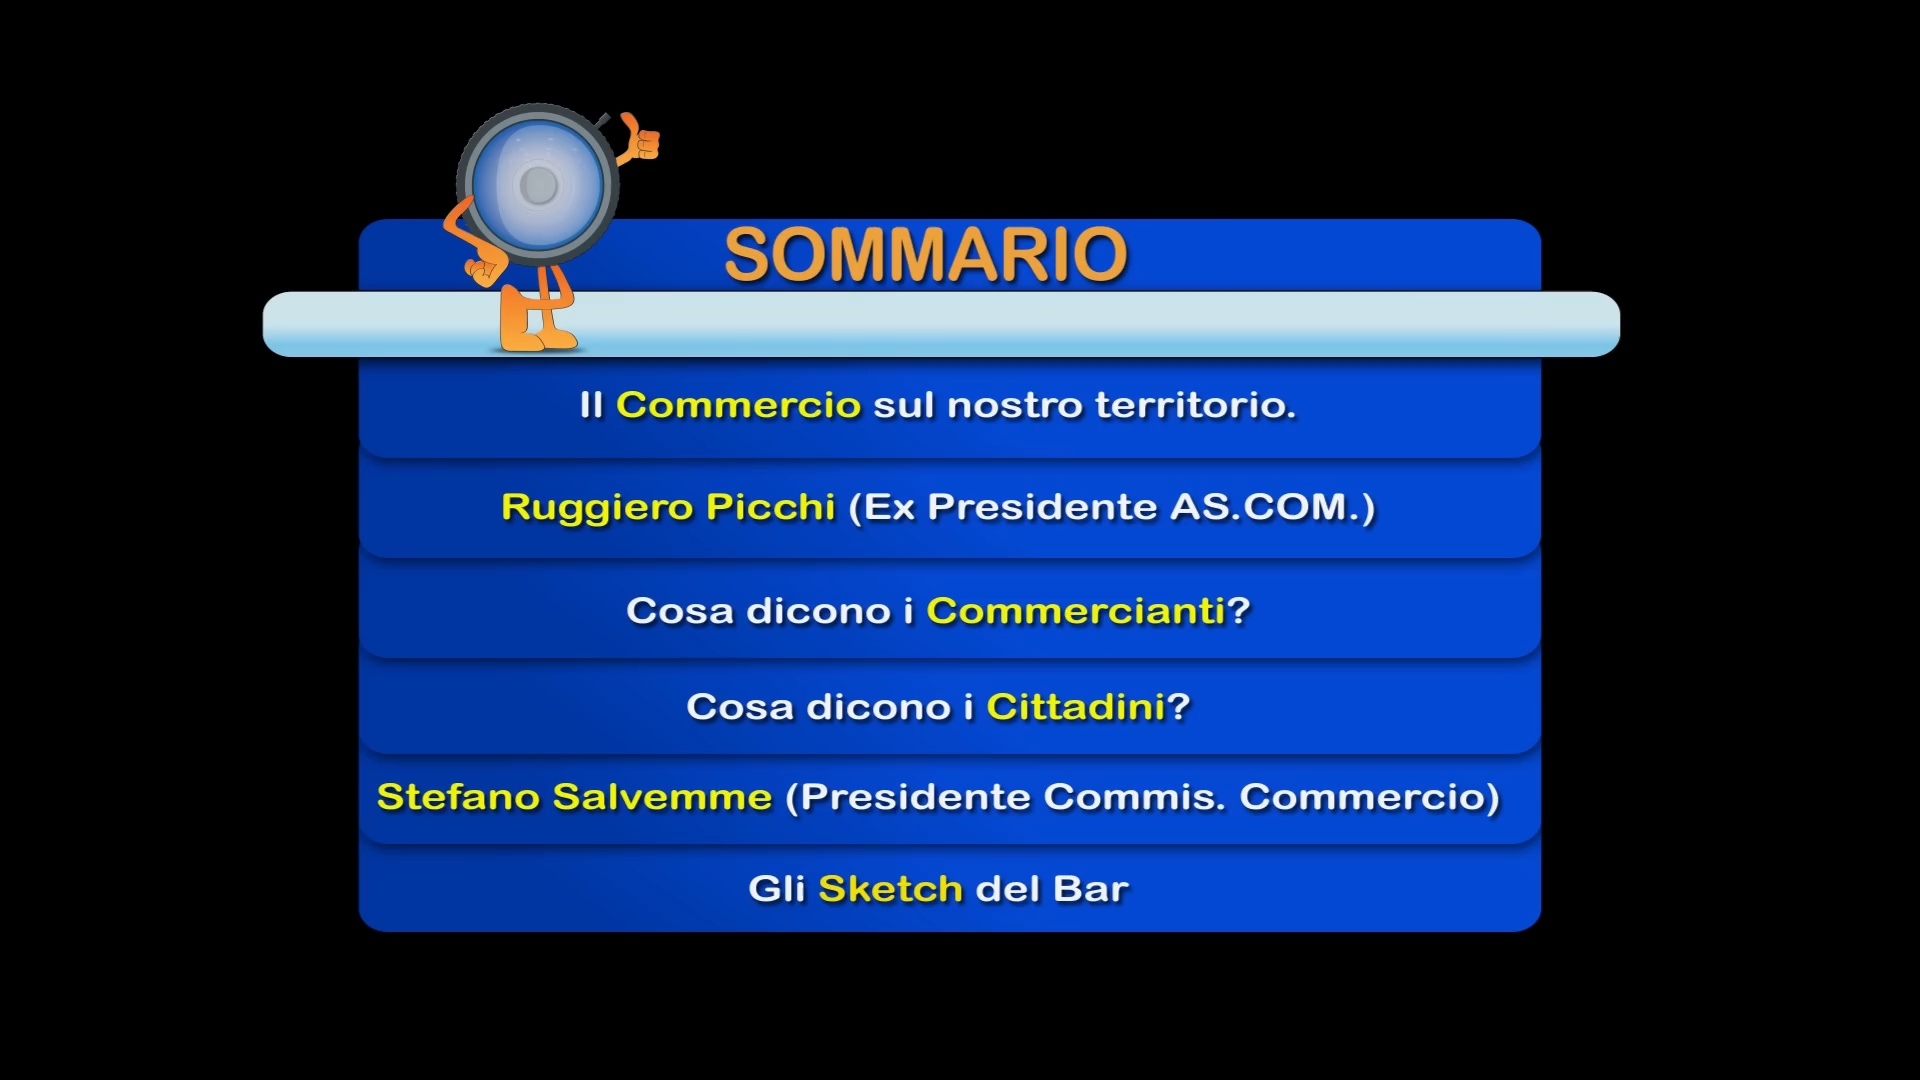 SOMMARIO
Il Commercio sul nostro territorio.
Ruggiero Picchi (Ex Presidente AS.COM.)
Cosa dicono i Commercianti?
Cosa dicono i Cittadini?
Stefano Salvemme (Presidente Commis. Commercio)
Gli Sketch del Bar